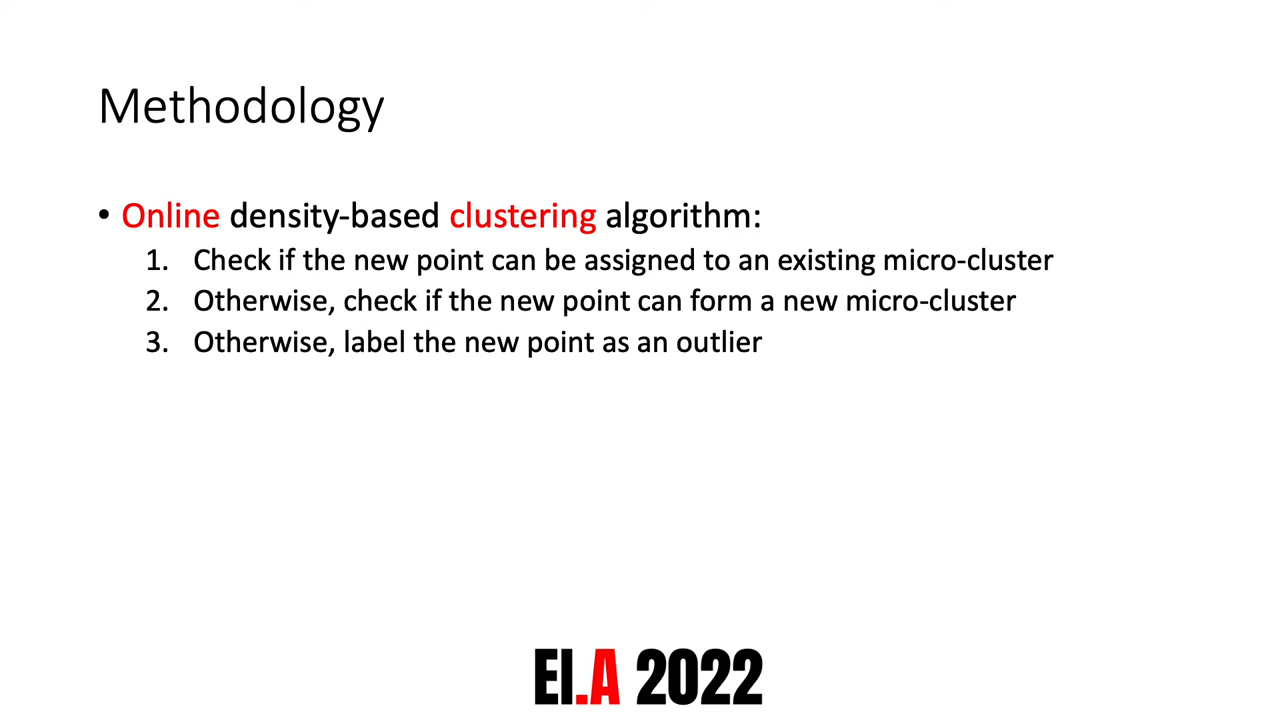 Methodology
• Online density-based clustering algorithm:
1. Check if the new point can be assigned to an existing micro-cluster
2. Otherwise, check if the new point can form a new micro-cluster
3. Otherwise, label the new point as an outlier
EI.A 2022